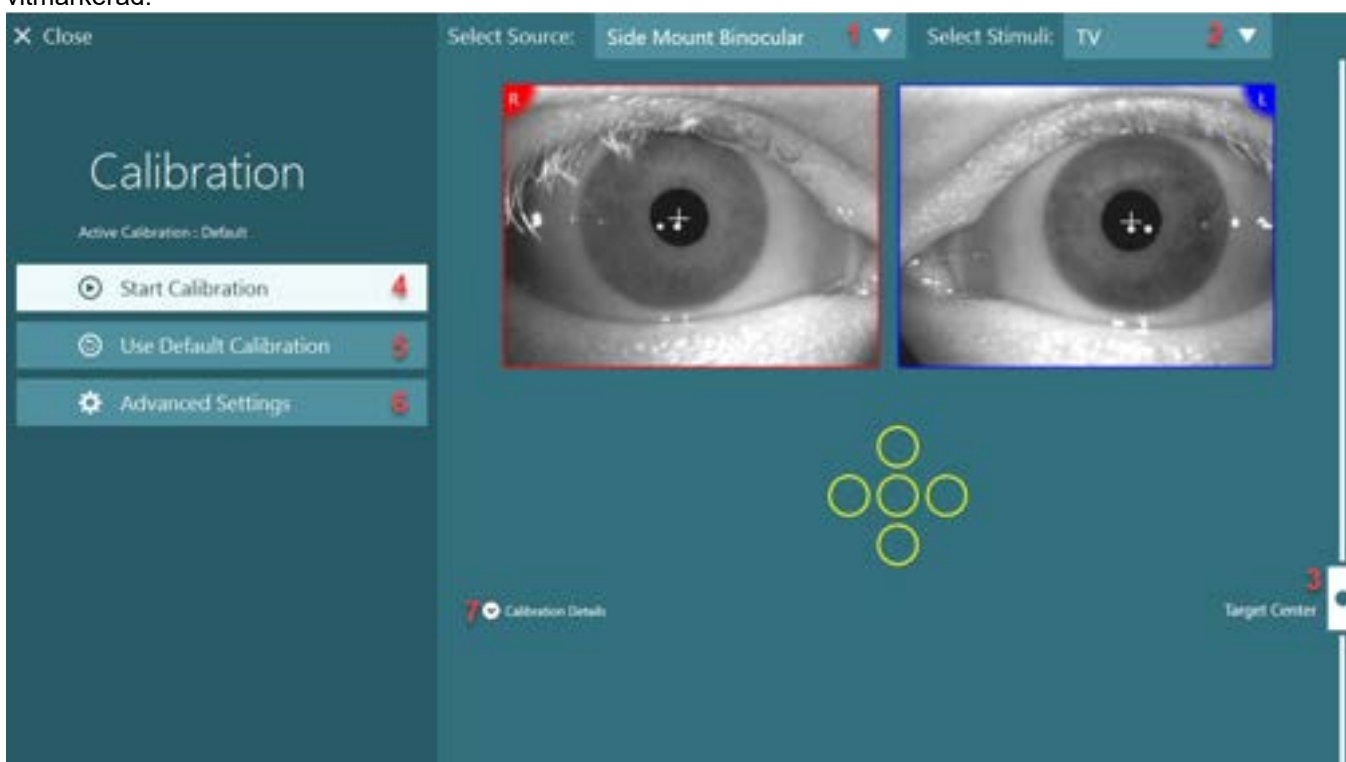 vitmarkerad.
Close Select Source: Side Mount Binocular 1 Select Stimuli: TV 2
R L
Calibration
Active Calibration : Default
Start Calibration 4
Use Default Calibration 5
Advanced Settings 6
3
7 Calibration Details Target Center